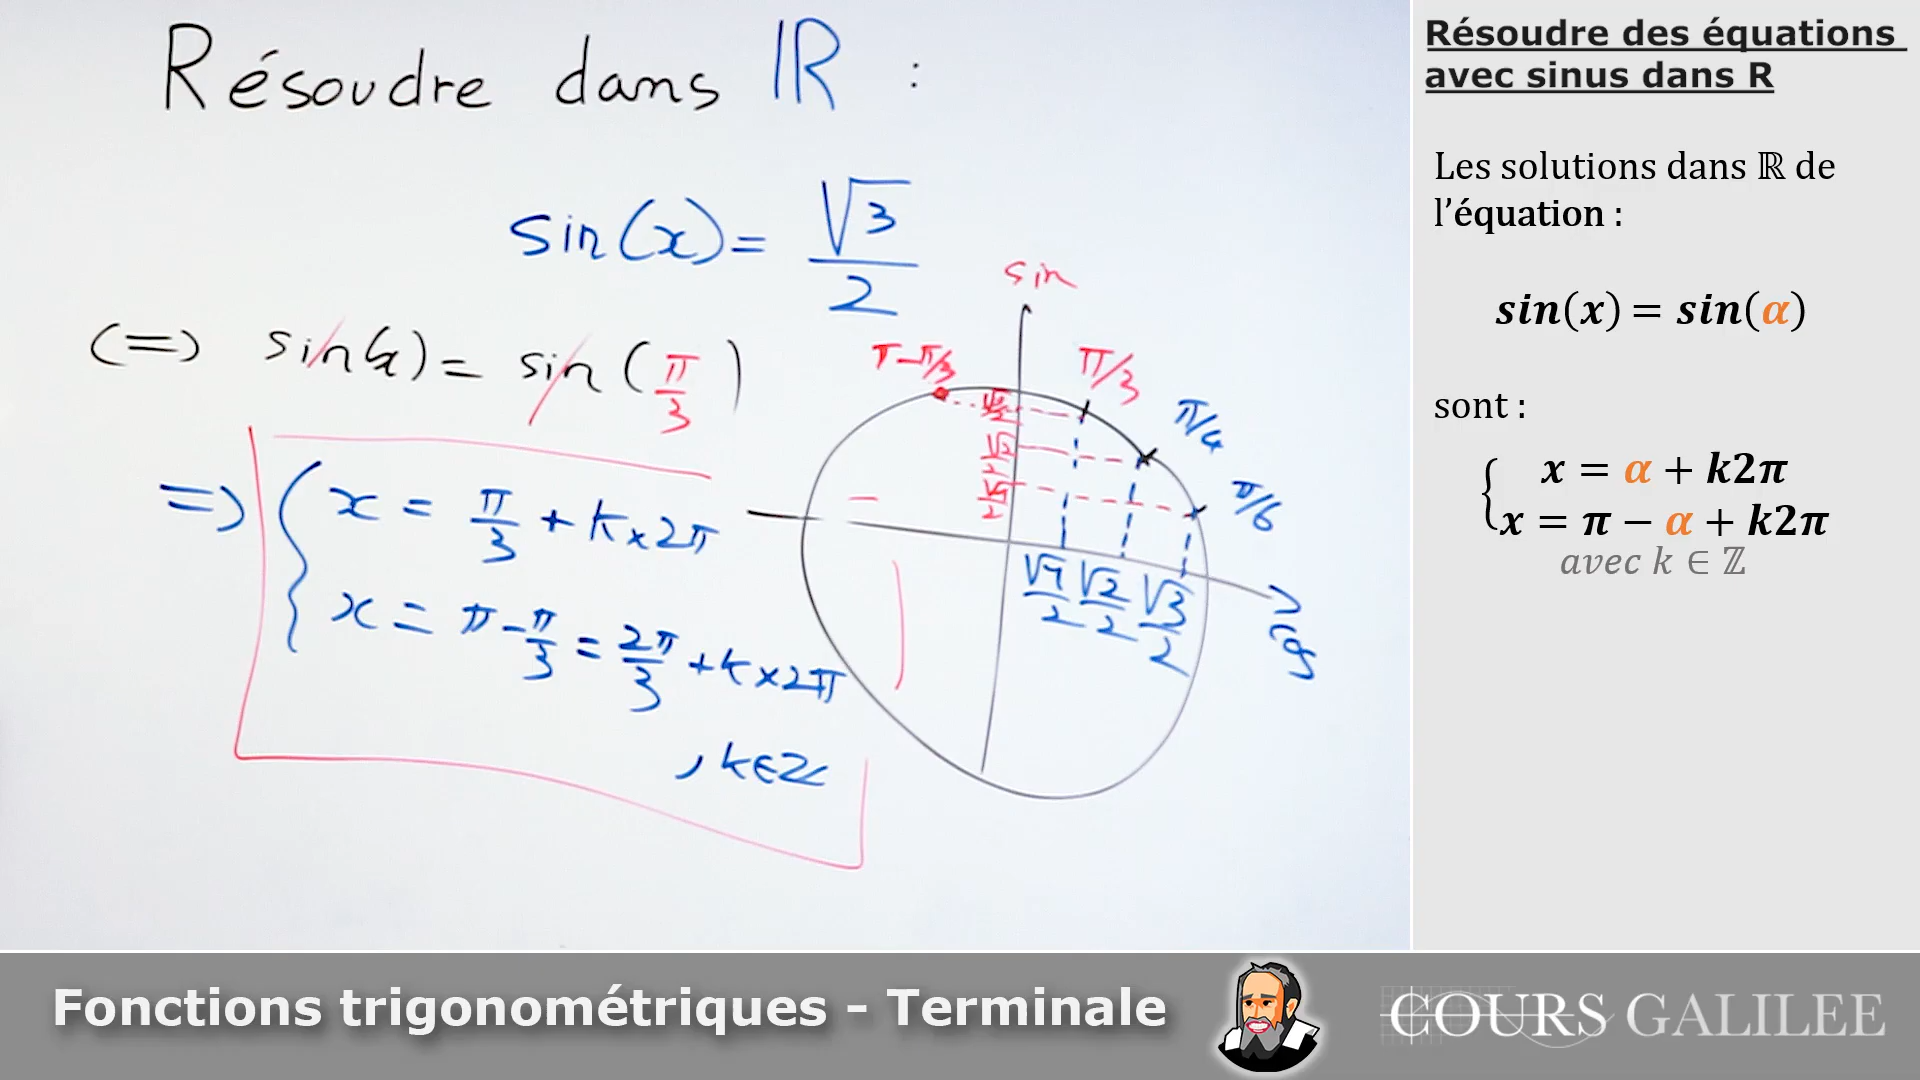 Résoudre dans ℝ :
sin(x) = √3/2
(=) sin(x) = sin(π/3)
=) { x = π/3 + k×2π
x = π-π/3 = 2π/3 + k×2π
, k∈ℤ
sin
π-π/3
π/3
π/4
π/6
√3/2
√2/2
√1/2
√1/2 √2/2 √3/2
cos
Résoudre des équations
avec sinus dans R
Les solutions dans ℝ de
l’équation :
sin(x) = sin(α)
sont :
{ x = α + k2π
x = π − α + k2π
avec k ∈ ℤ
Fonctions trigonométriques - Terminale
COURS GALILEE